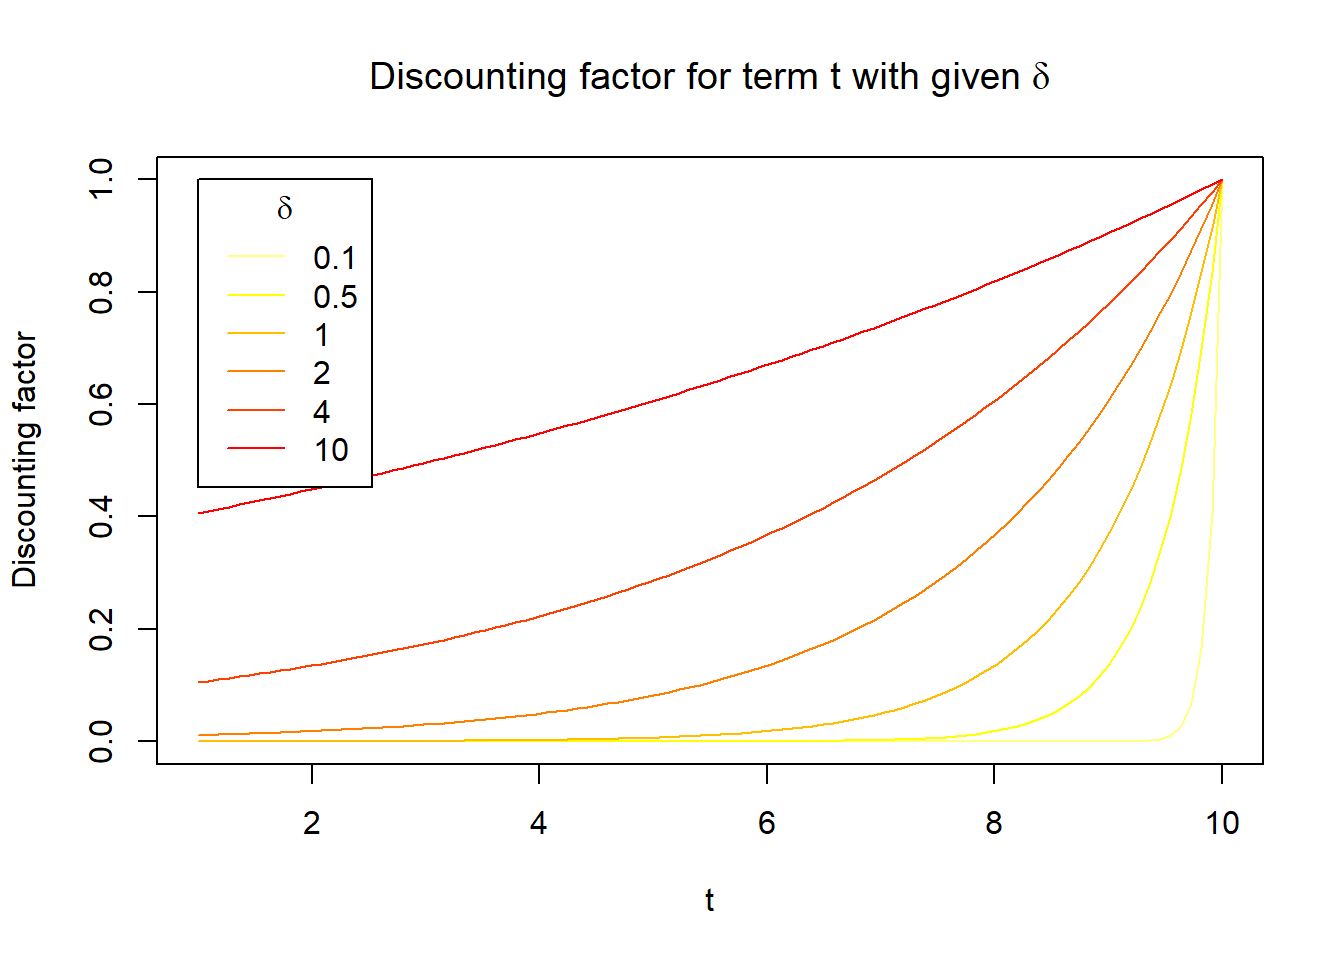 Discounting factor for term t with given δ
Discounting factor
1.0
0.8
0.6
0.4
0.2
0.0
δ
0.1
0.5
1
2
4
10
2 4 6 8 10
t